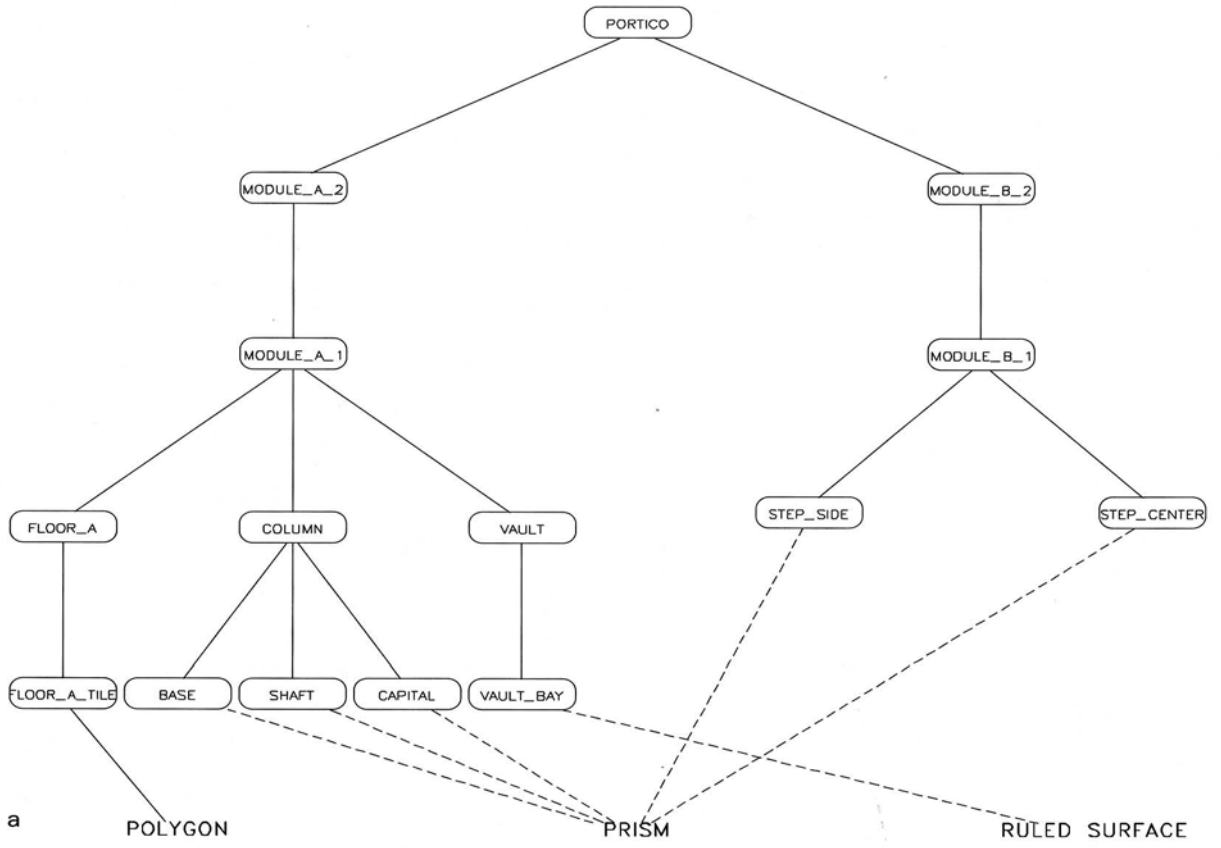 PORTICO
MODULE_A_2
MODULE_B_2
MODULE_A_1
MODULE_B_1
FLOOR_A
COLUMN
VAULT
STEP_SIDE
STEP_CENTER
FLOOR_A_TILE
BASE
SHAFT
CAPITAL
VAULT_BAY
a
POLYGON
PRISM
RULED SURFACE